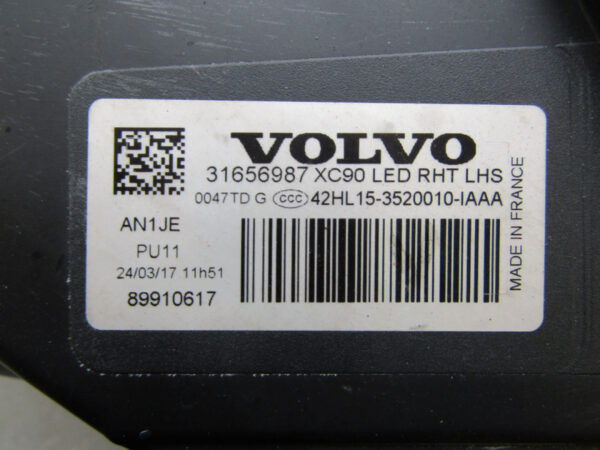 VOLVO
31656987 XC90 LED RHT LHS
0047TD G CCC 42HL15-3520010-IAAA
AN1JE
PU11
24/03/17 11h51
89910617
MADE IN FRANCE